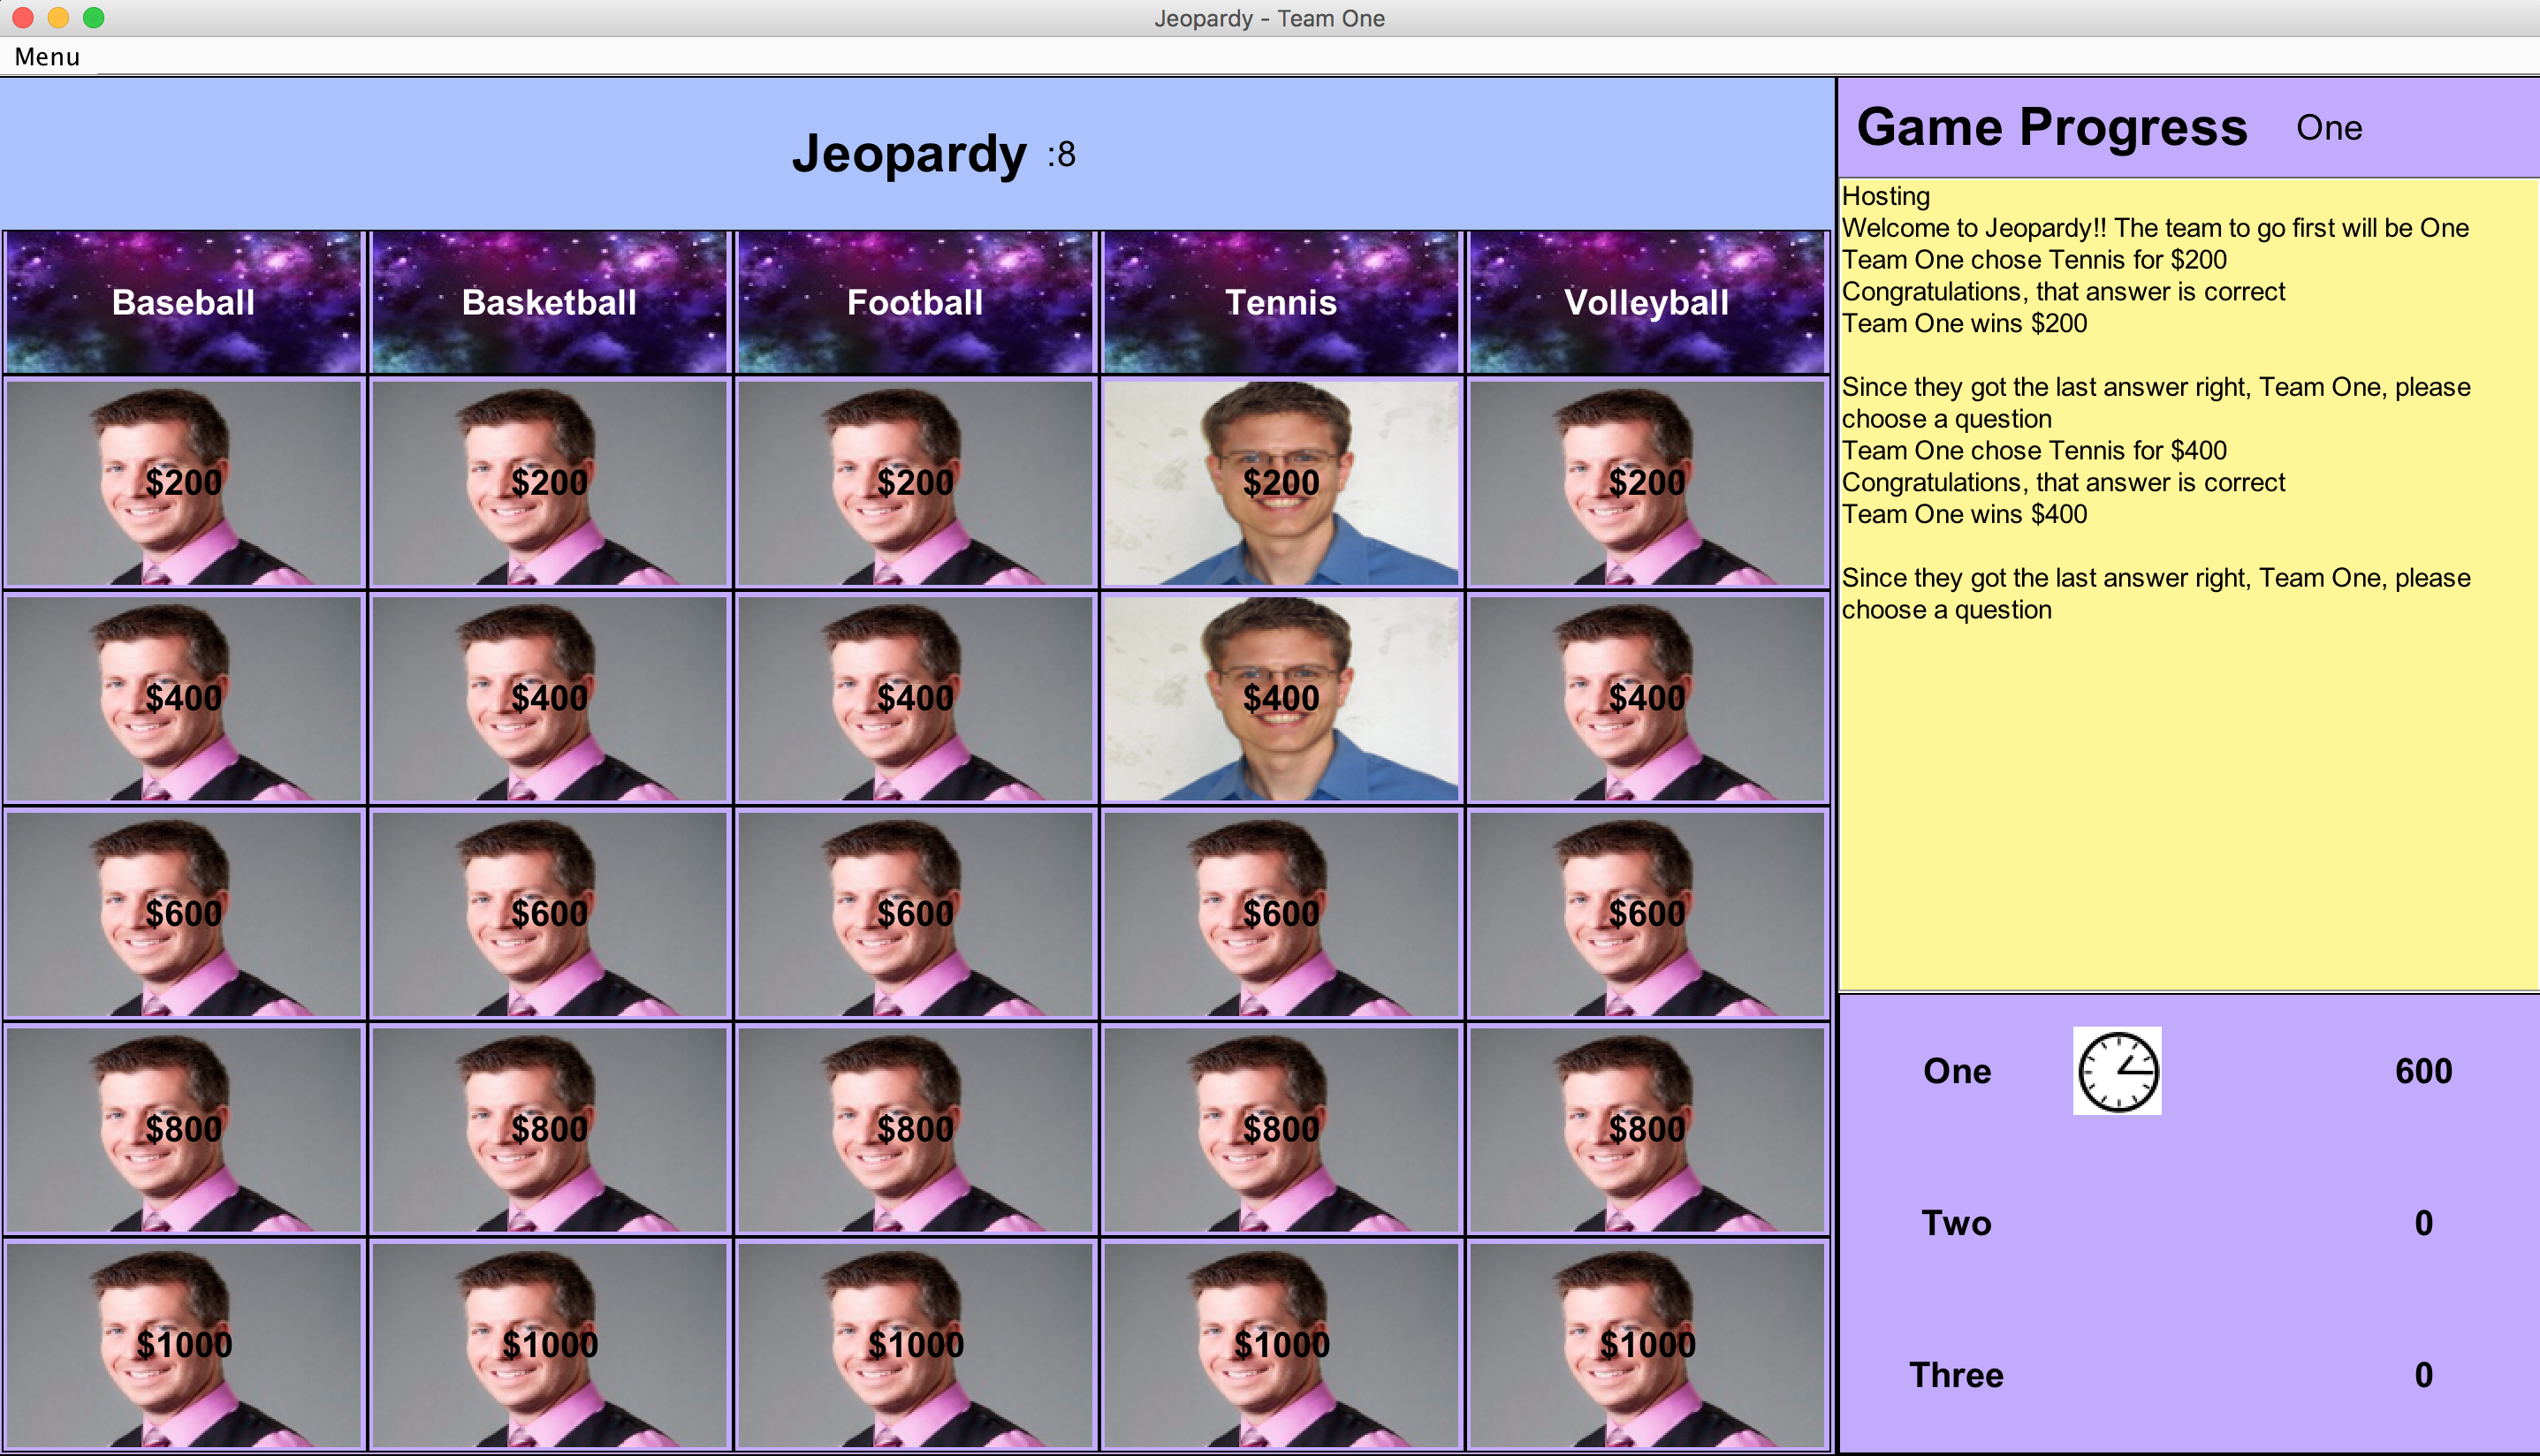 Jeopardy - Team One
Menu
Jeopardy :8
Baseball Basketball Football Tennis Volleyball
$200 $200 $200 $200 $200
$400 $400 $400 $400 $400
$600 $600 $600 $600 $600
$800 $800 $800 $800 $800
$1000 $1000 $1000 $1000 $1000
Game Progress One
Hosting
Welcome to Jeopardy!! The team to go first will be One
Team One chose Tennis for $200
Congratulations, that answer is correct
Team One wins $200
Since they got the last answer right, Team One, please
choose a question
Team One chose Tennis for $400
Congratulations, that answer is correct
Team One wins $400
Since they got the last answer right, Team One, please
choose a question
One 600
Two 0
Three 0